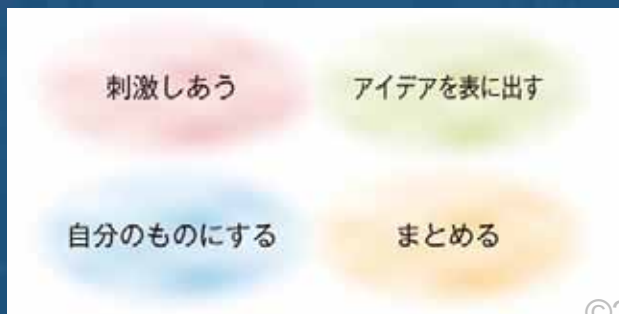 刺激しあう
アイデアを表に出す
自分のものにする
まとめる